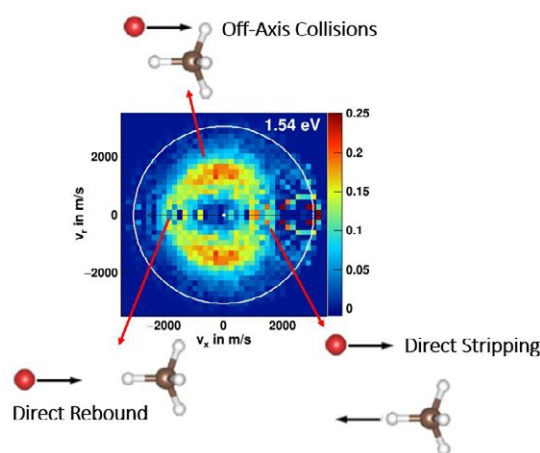 Off-Axis Collisions
1.54 eV
0.25
2000
0.2
0.15
0
0.1
−2000
0.05
0
−2000 0 2000
v_r in m/s
v_x in m/s
Direct Stripping
Direct Rebound